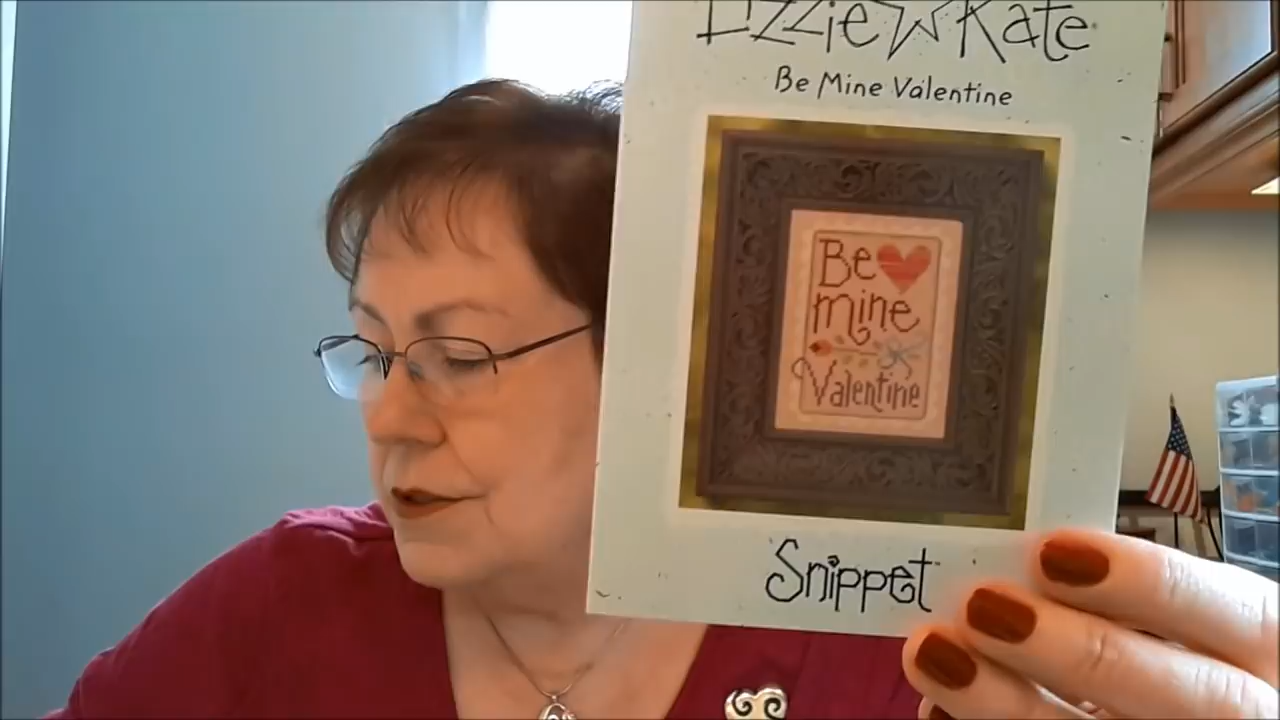 Lizzie Kate
Be Mine Valentine
Be
mine
Valentine
Snippet